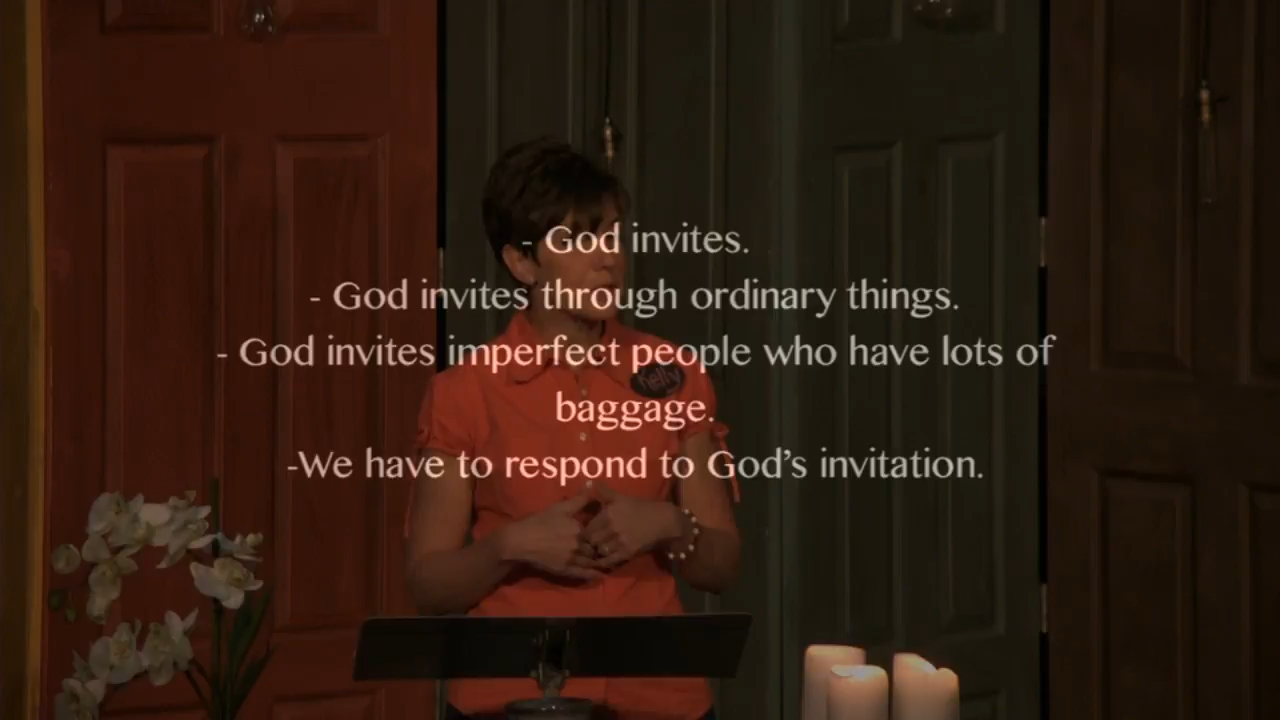 - God invites.
- God invites through ordinary things.
- God invites imperfect people who have lots of
baggage.
-We have to respond to God’s invitation.
kelly